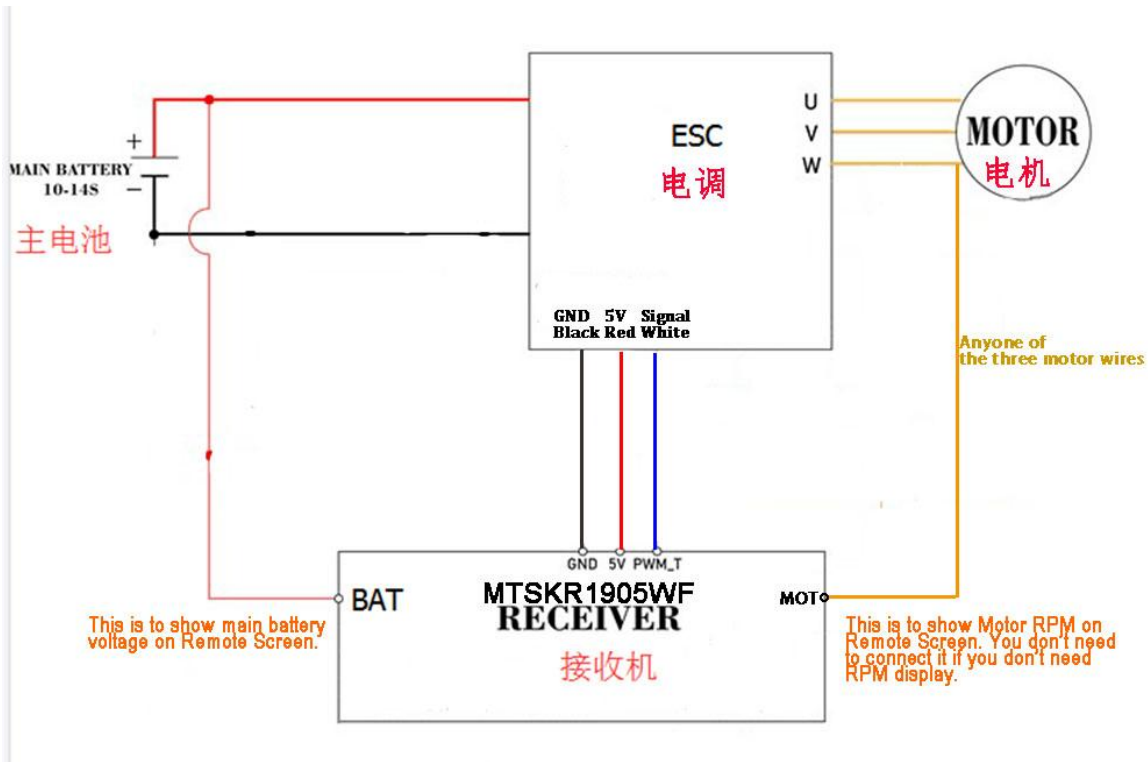 U
V
W
ESC
电调
MOTOR
电机
+
MAIN BATTERY
10-14S
−
主电池
GND 5V Signal
Black Red White
Anyone of
the three motor wires
GND 5V PWM_T
BAT
MTSKR1905WF
RECEIVER
接收机
MOT
This is to show main battery
voltage on Remote Screen.
This is to show Motor RPM on
Remote Screen. You don't need
to connect it if you don't need
RPM display.